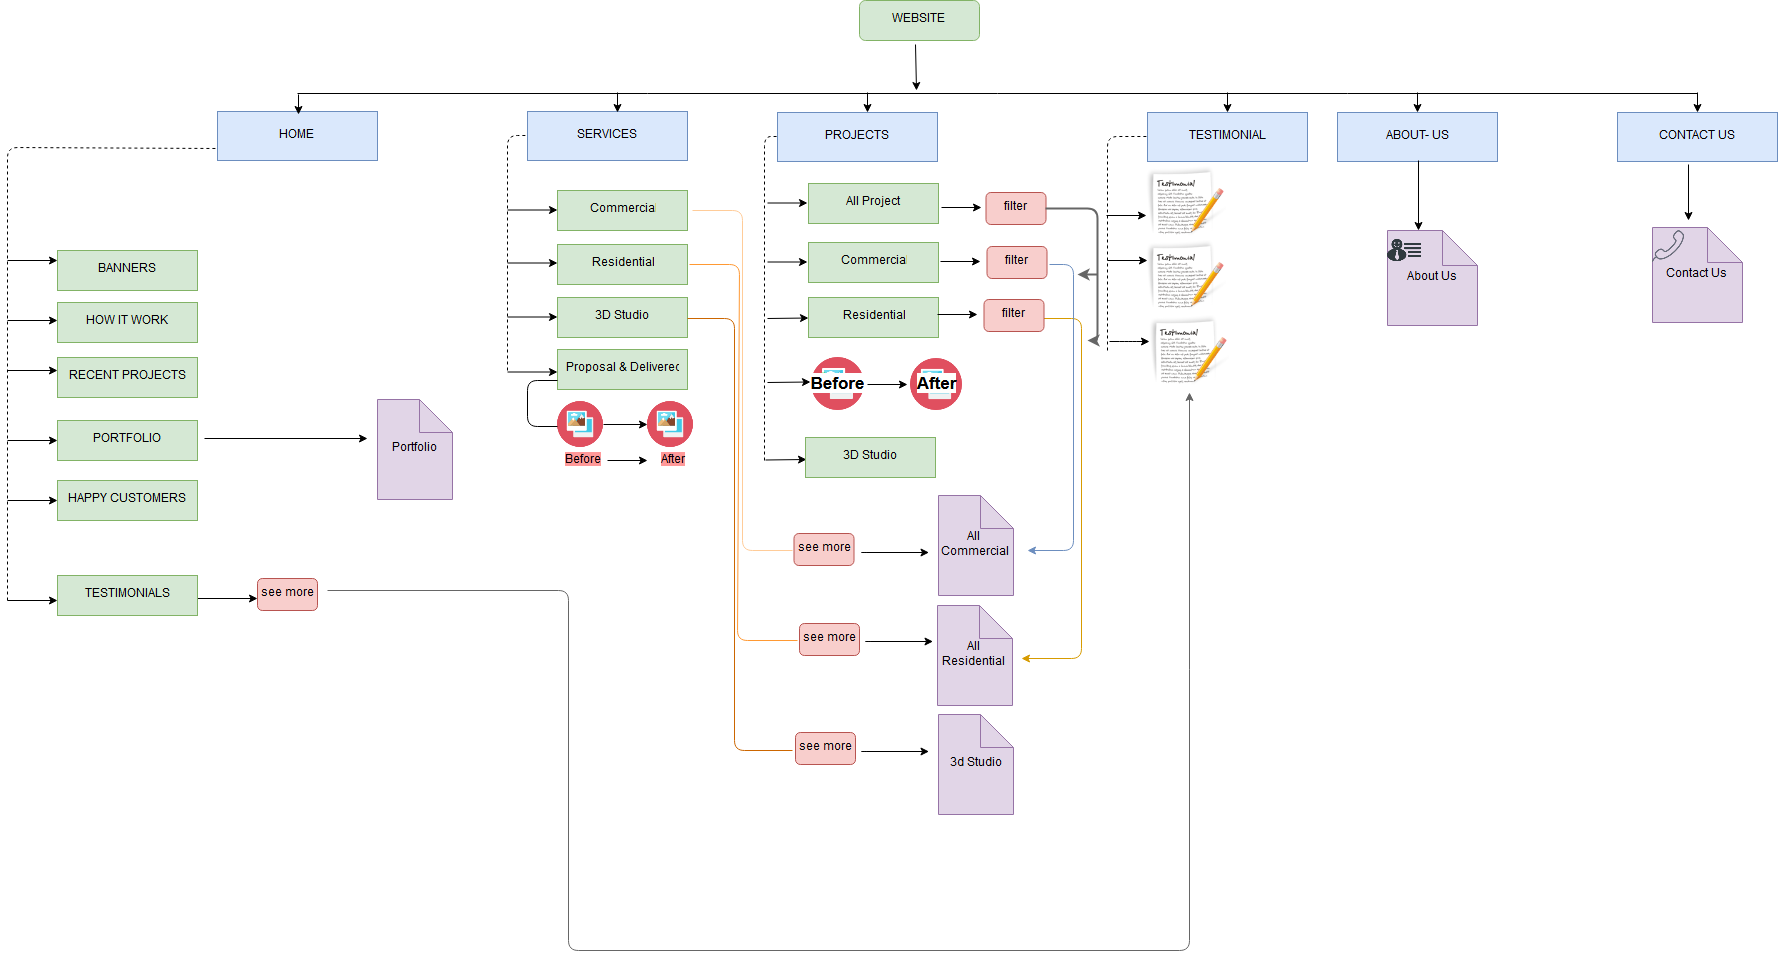 WEBSITE
HOME
SERVICES
PROJECTS
TESTIMONIAL
ABOUT- US
CONTACT US
BANNERS
HOW IT WORK
RECENT PROJECTS
PORTFOLIO
Portfolio
HAPPY CUSTOMERS
TESTIMONIALS
see more
Commercial
Residential
3D Studio
Proposal & Delivered
Before
After
All Project
filter
Commercial
filter
Residential
filter
Before
After
3D Studio
see more
All
Commercial
see more
All
Residential
see more
3d Studio
Testimonial
Testimonial
Testimonial
About Us
Contact Us